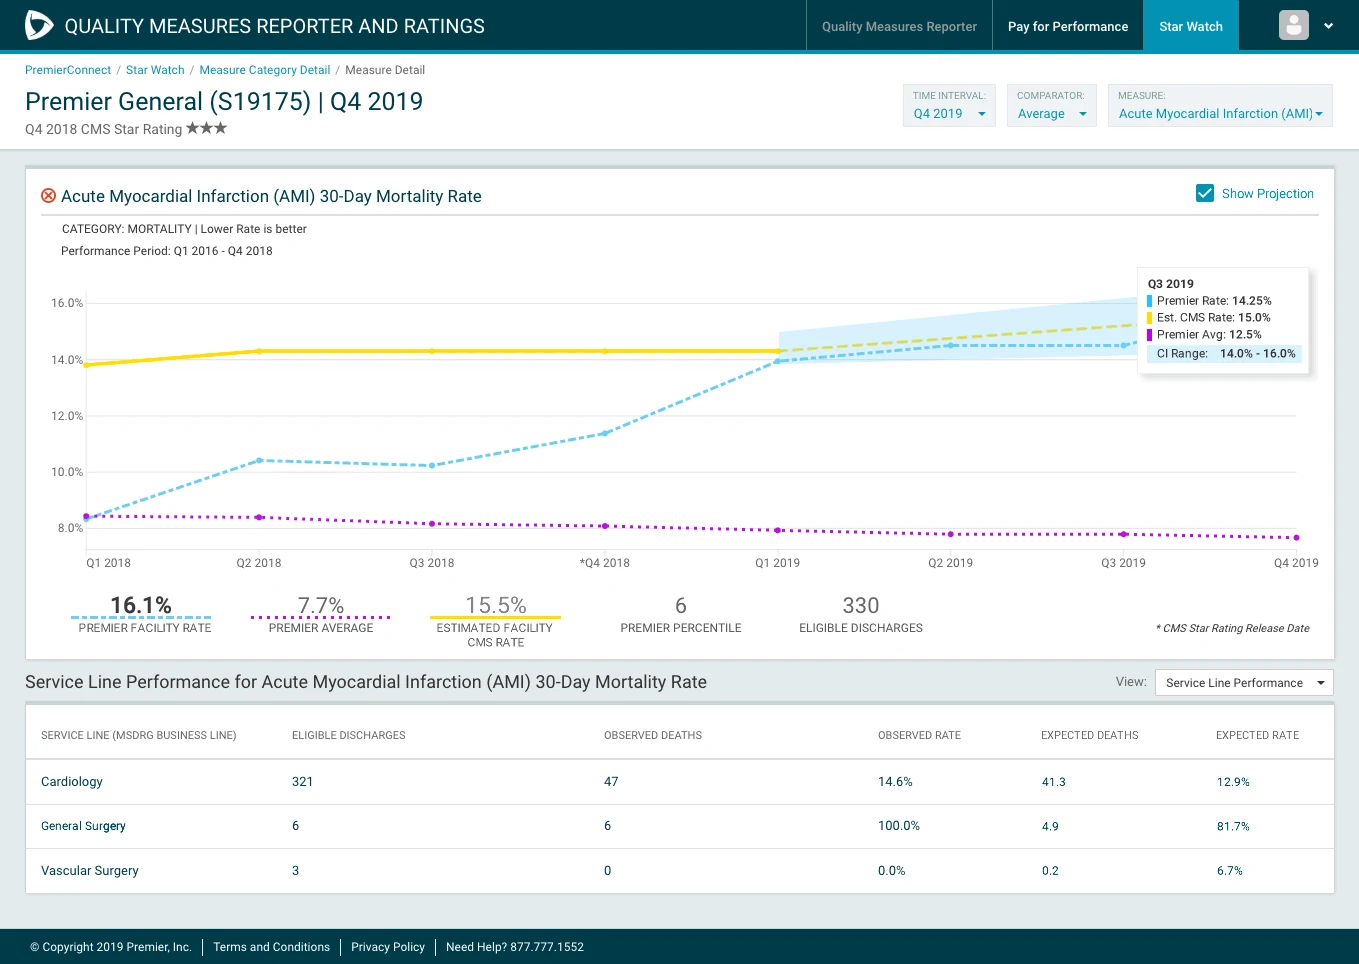 QUALITY MEASURES REPORTER AND RATINGS
Quality Measures Reporter
Pay for Performance
Star Watch
PremierConnect / Star Watch / Measure Category Detail / Measure Detail
Premier General (S19175) | Q4 2019
Q4 2018 CMS Star Rating ★★★
TIME INTERVAL:
Q4 2019
COMPARATOR:
Average
MEASURE:
Acute Myocardial Infarction (AMI)
Acute Myocardial Infarction (AMI) 30-Day Mortality Rate
Show Projection
CATEGORY: MORTALITY | Lower Rate is better
Performance Period: Q1 2016 - Q4 2018
Q3 2019
Premier Rate: 14.25%
Est. CMS Rate: 15.0%
Premier Avg: 12.5%
CI Range: 14.0% - 16.0%
16.0%
14.0%
12.0%
10.0%
8.0%
Q1 2018 Q2 2018 Q3 2018 *Q4 2018 Q1 2019 Q2 2019 Q3 2019 Q4 2019
16.1%
PREMIER FACILITY RATE
7.7%
PREMIER AVERAGE
15.5%
ESTIMATED FACILITY
CMS RATE
6
PREMIER PERCENTILE
330
ELIGIBLE DISCHARGES
* CMS Star Rating Release Date
Service Line Performance for Acute Myocardial Infarction (AMI) 30-Day Mortality Rate
View: Service Line Performance
SERVICE LINE (MSDRG BUSINESS LINE) ELIGIBLE DISCHARGES OBSERVED DEATHS OBSERVED RATE EXPECTED DEATHS EXPECTED RATE
Cardiology 321 47 14.6% 41.3 12.9%
General Surgery 6 6 100.0% 4.9 81.7%
Vascular Surgery 3 0 0.0% 0.2 6.7%
© Copyright 2019 Premier, Inc. | Terms and Conditions | Privacy Policy | Need Help? 877.777.1552